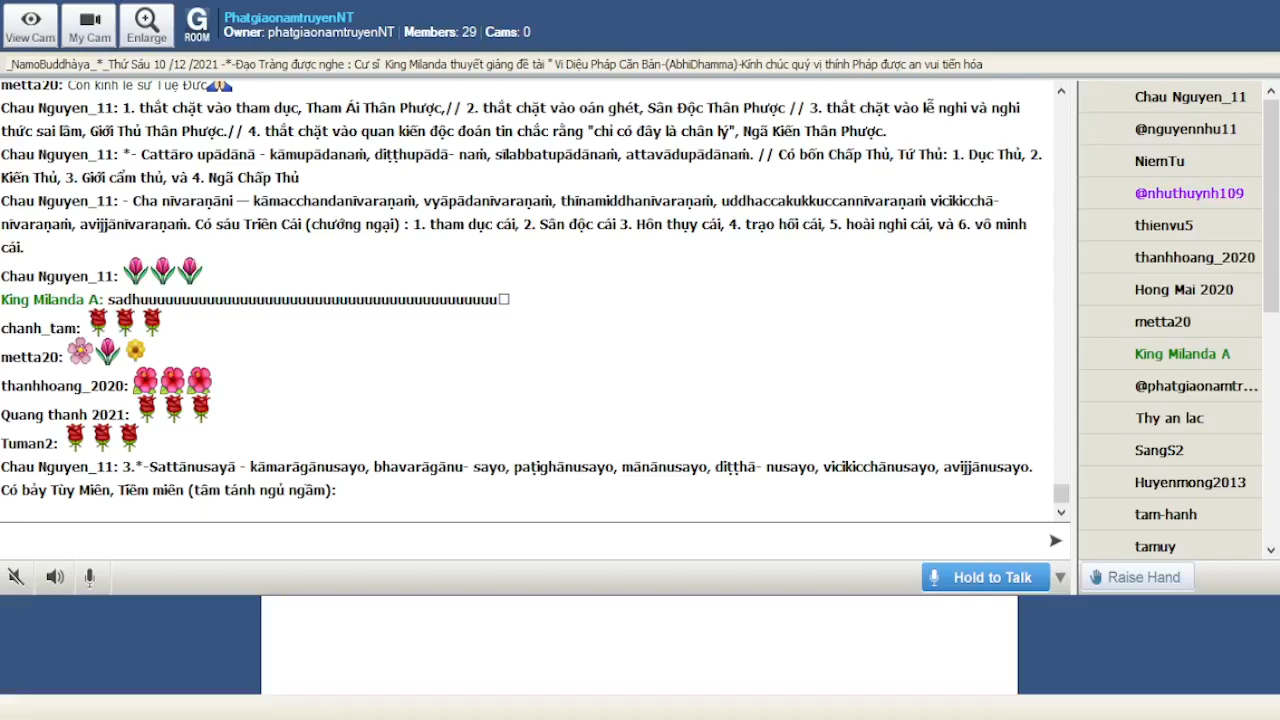 View Cam
My Cam
Enlarge
G
ROOM
PhatgiaonamtruyenNT
Owner: phatgiaonamtruyenNT | Members: 29 | Cams: 0
_NamoBuddhàya_*_Thứ Sáu 10 /12 /2021 -*-Đạo Tràng được nghe : Cư sĩ King Milanda thuyết giảng đề tài " Vi Diệu Pháp Căn Bản-(AbhiDhamma)-Kính chúc quý vị thính Pháp được an vui tiến hóa
metta20: Con kính lễ sư Tuệ Đức
Chau Nguyen_11: 1. thắt chặt vào tham dục, Tham Ái Thân Phược,// 2. thắt chặt vào oán ghét, Sân Độc Thân Phược // 3. thắt chặt vào lễ nghi và nghi
thức sai lầm, Giới Thủ Thân Phược.// 4. thắt chặt vào quan kiến độc đoán tin chắc rằng "chỉ có đây là chân lý", Ngã Kiến Thân Phược.
Chau Nguyen_11: *- Cattāro upādānā - kāmupādanaṁ, diṭṭhupādā- naṁ, sīlabbatupādānaṁ, attavādupādānaṁ. // Có bốn Chấp Thủ, Tứ Thủ: 1. Dục Thủ, 2.
Kiến Thủ, 3. Giới cấm thủ, và 4. Ngã Chấp Thủ
Chau Nguyen_11: - Cha nīvaraṇāni — kāmacchandanīvaraṇaṁ, vyāpādanīvaraṇaṁ, thīnamiddhanīvaraṇaṁ, uddhaccakukkuccannīvaraṇaṁ vicikicchā-
nīvaraṇaṁ, avijjānīvaraṇaṁ. Có sáu Triền Cái (chướng ngại) : 1. tham dục cái, 2. Sân độc cái 3. Hôn thụy cái, 4. trạo hối cái, 5. hoài nghi cái, và 6. vô minh
cái.
Chau Nguyen_11:
King Milanda A: sadhuuuuuuuuuuuuuuuuuuuuuuuuuuuuuuuuuuuuuuuuuu□
chanh_tam:
metta20:
thanhhoang_2020:
Quang thanh 2021:
Tuman2:
Chau Nguyen_11: 3.*-Sattānusayā - kāmarāgānusayo, bhavarāgānu- sayo, paṭighānusayo, mānānusayo, diṭṭhā- nusayo, vicikicchānusayo, avijjānusayo.
Có bảy Tùy Miên, Tiềm miên (tâm tánh ngủ ngầm):
Hold to Talk
Chau Nguyen_11
@nguyennhu11
NiemTu
@nhuthuynh109
thienvu5
thanhhoang_2020
Hong Mai 2020
metta20
King Milanda A
@phatgiaonamtr...
Thy an lac
SangS2
Huyenmong2013
tam-hanh
tamuy
Raise Hand